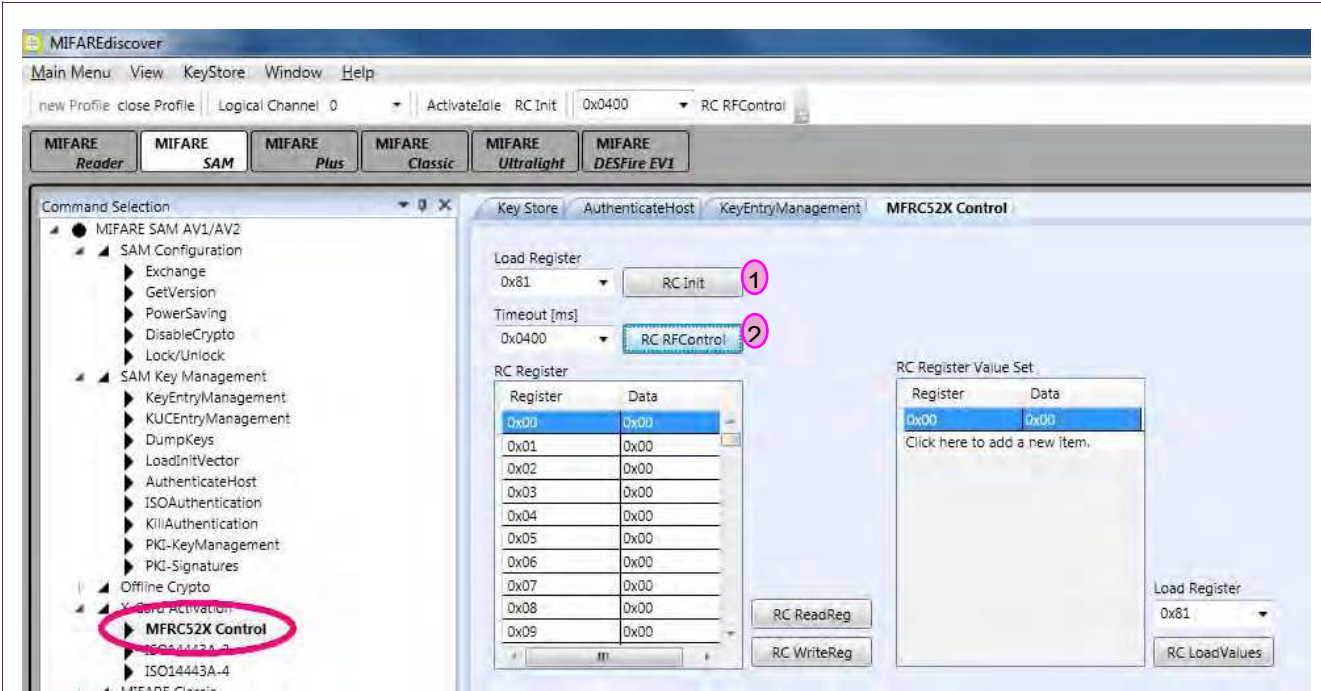 MIFAREdiscover
Main Menu View KeyStore Window Help
new Profile close Profile Logical Channel 0 ActivateIdle RC Init 0x0400 RC RFControl
MIFARE Reader MIFARE SAM MIFARE Plus MIFARE Classic MIFARE Ultralight MIFARE DESFire EV1
Command Selection
MIFARE SAM AV1/AV2
SAM Configuration
Exchange
GetVersion
PowerSaving
DisableCrypto
Lock/Unlock
SAM Key Management
KeyEntryManagement
KUCEntryManagement
DumpKeys
LoadInitVector
AuthenticateHost
ISOAuthentication
KillAuthentication
PKI-KeyManagement
PKI-Signatures
Offline Crypto
X-Card Activation
MFRC52X Control
ISO14443A-3
ISO14443A-4
MIFARE Classic
Key Store AuthenticateHost KeyEntryManagement MFRC52X Control
Load Register
0x81 RC Init 1
Timeout [ms]
0x0400 RC RFControl 2
RC Register
Register Data
0x00 0x00
0x01 0x00
0x02 0x00
0x03 0x00
0x04 0x00
0x05 0x00
0x06 0x00
0x07 0x00
0x08 0x00
0x09 0x00
RC ReadReg
RC WriteReg
RC Register Value Set
Register Data
0x00 0x00
Click here to add a new item.
Load Register
0x81
RC LoadValues